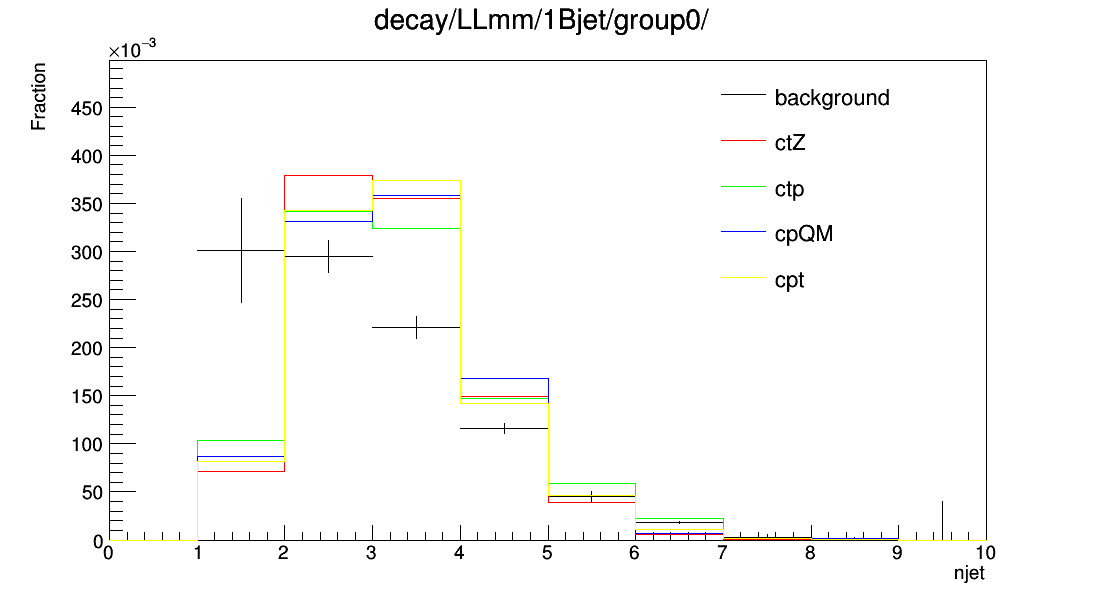 decay/LLmm/1Bjet/group0/
×10⁻³
Fraction
450
400
350
300
250
200
150
100
50
0
background
ctZ
ctp
cpQM
cpt
0 1 2 3 4 5 6 7 8 9 10
njet